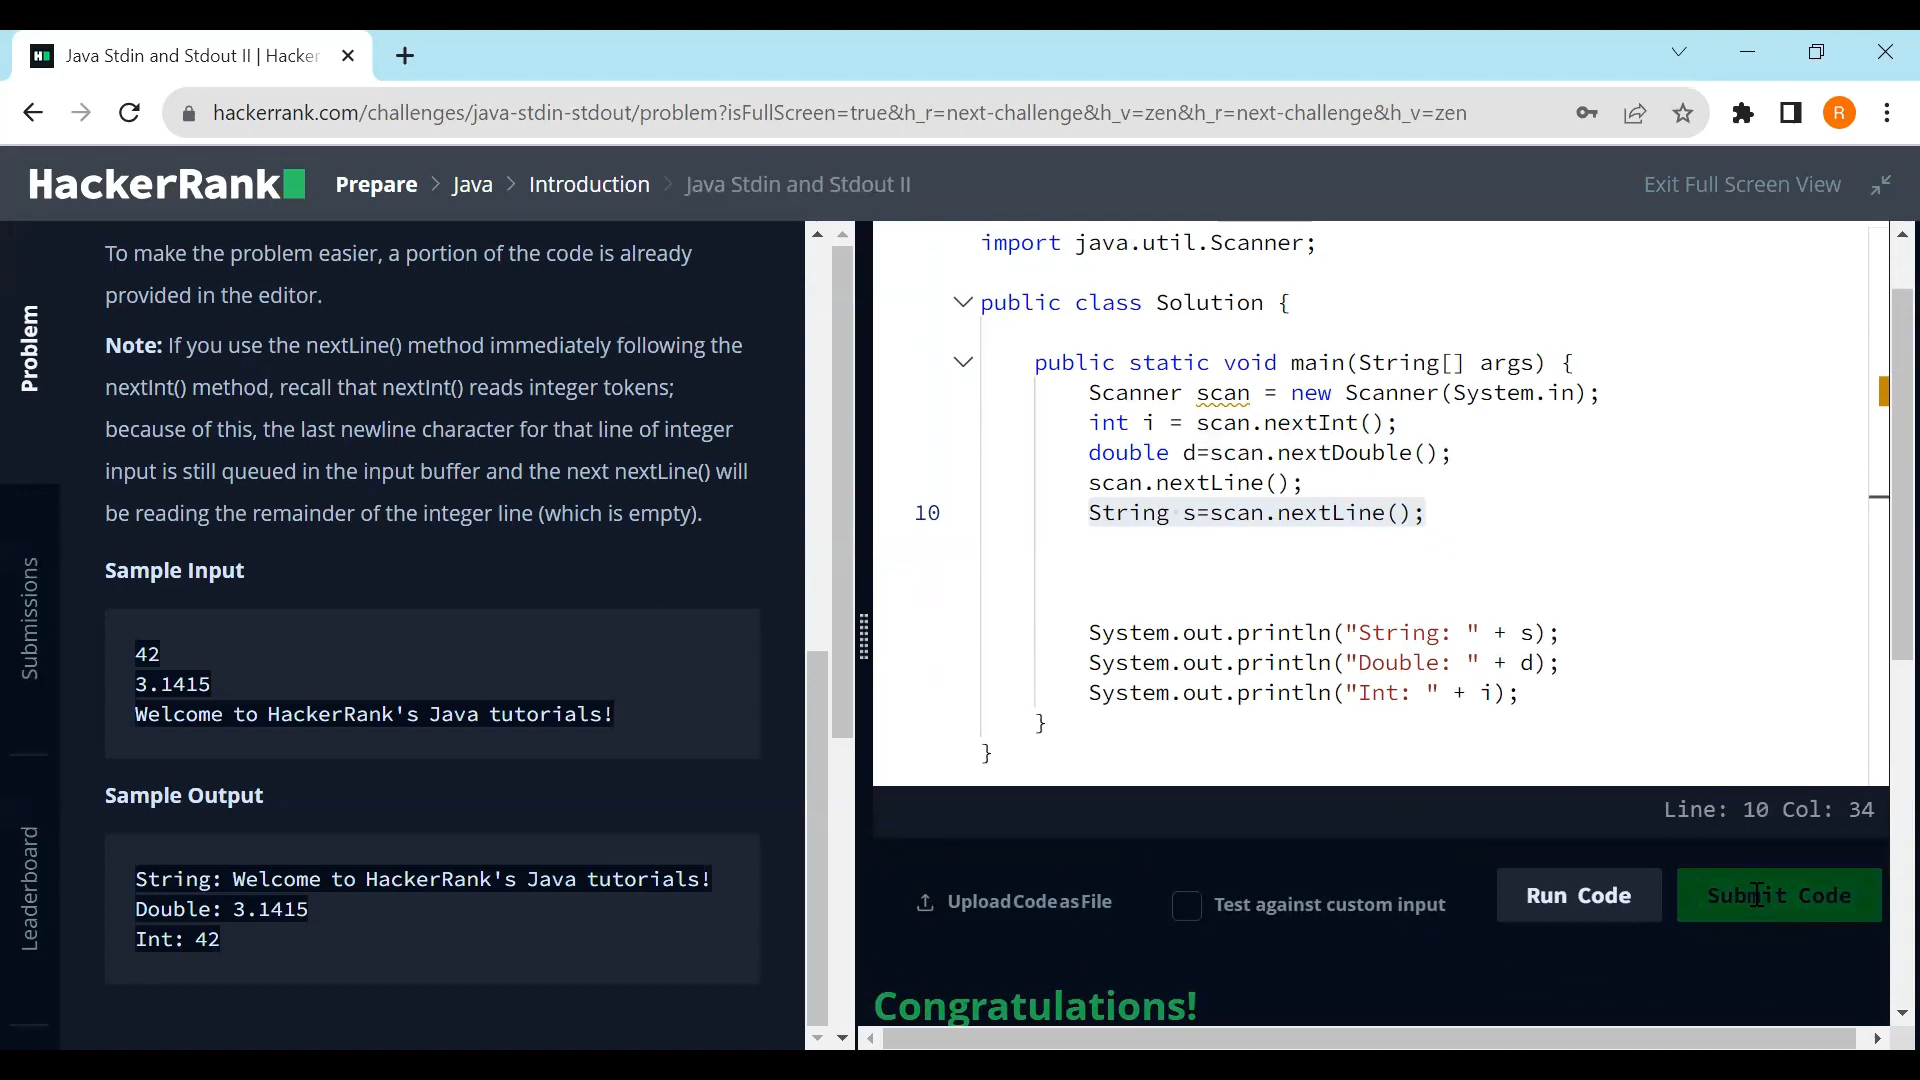 Java Stdin and Stdout II | Hacker
hackerrank.com/challenges/java-stdin-stdout/problem?isFullScreen=true&h_r=next-challenge&h_v=zen&h_r=next-challenge&h_v=zen
R
HackerRank
Prepare > Java > Introduction > Java Stdin and Stdout II
Exit Full Screen View
Problem
Submissions
Leaderboard
To make the problem easier, a portion of the code is already
provided in the editor.
Note: If you use the nextLine() method immediately following the
nextInt() method, recall that nextInt() reads integer tokens;
because of this, the last newline character for that line of integer
input is still queued in the input buffer and the next nextLine() will
be reading the remainder of the integer line (which is empty).
Sample Input
42
3.1415
Welcome to HackerRank's Java tutorials!
Sample Output
String: Welcome to HackerRank's Java tutorials!
Double: 3.1415
Int: 42
import java.util.Scanner;
public class Solution {
public static void main(String[] args) {
Scanner scan = new Scanner(System.in);
int i = scan.nextInt();
double d=scan.nextDouble();
scan.nextLine();
10 String s=scan.nextLine();
System.out.println("String: " + s);
System.out.println("Double: " + d);
System.out.println("Int: " + i);
}
}
Line: 10 Col: 34
Upload Code as File
Test against custom input
Run Code
Submit Code
Congratulations!